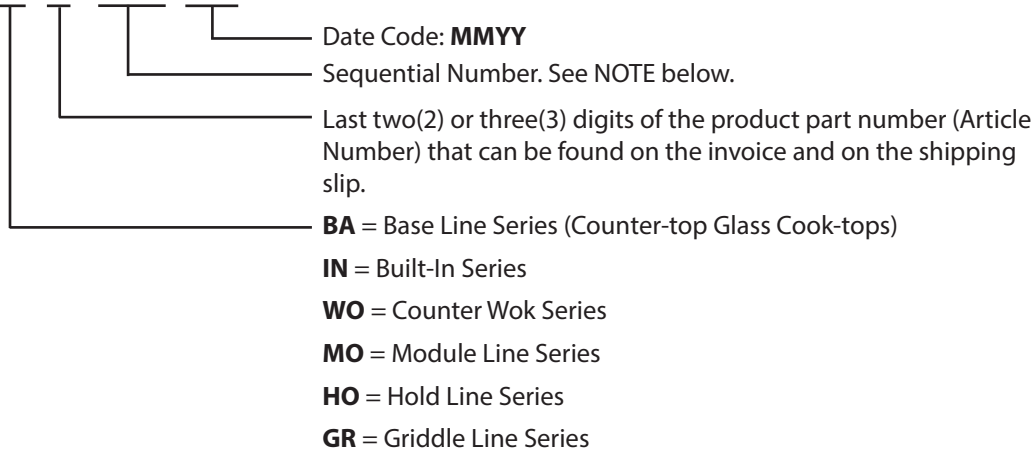 Date Code: MMYY
Sequential Number. See NOTE below.
Last two(2) or three(3) digits of the product part number (Article
Number) that can be found on the invoice and on the shipping
slip.
BA = Base Line Series (Counter-top Glass Cook-tops)
IN = Built-In Series
WO = Counter Wok Series
MO = Module Line Series
HO = Hold Line Series
GR = Griddle Line Series